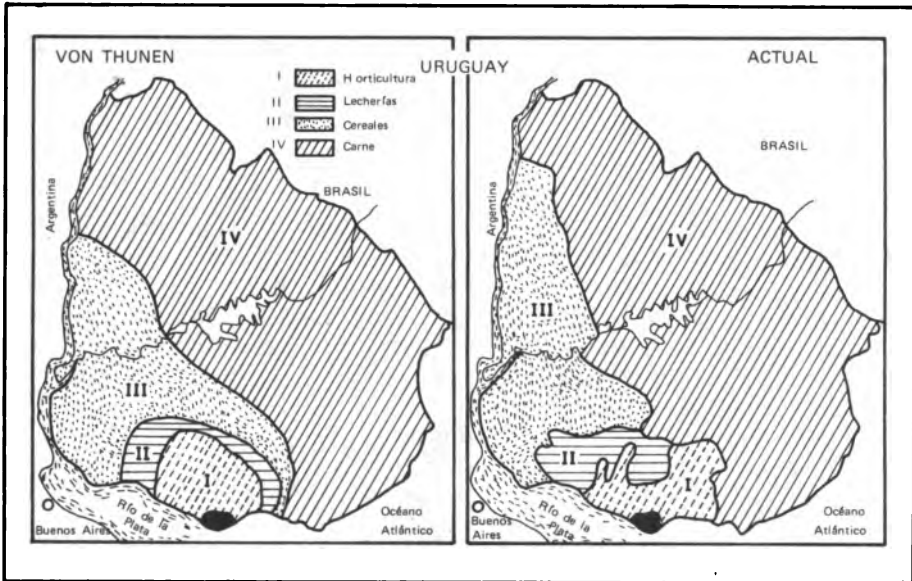 VON THUNEN
URUGUAY
ACTUAL
I Horticultura
II Lecherías
III Cereales
IV Carne
BRASIL
Argentina
IV
III
II
I
Río de la
Plata
Buenos Aires
Océano
Atlántico
BRASIL
Argentina
IV
III
II
I
Río de la
Plata
Buenos
Aires
Océano
Atlántico